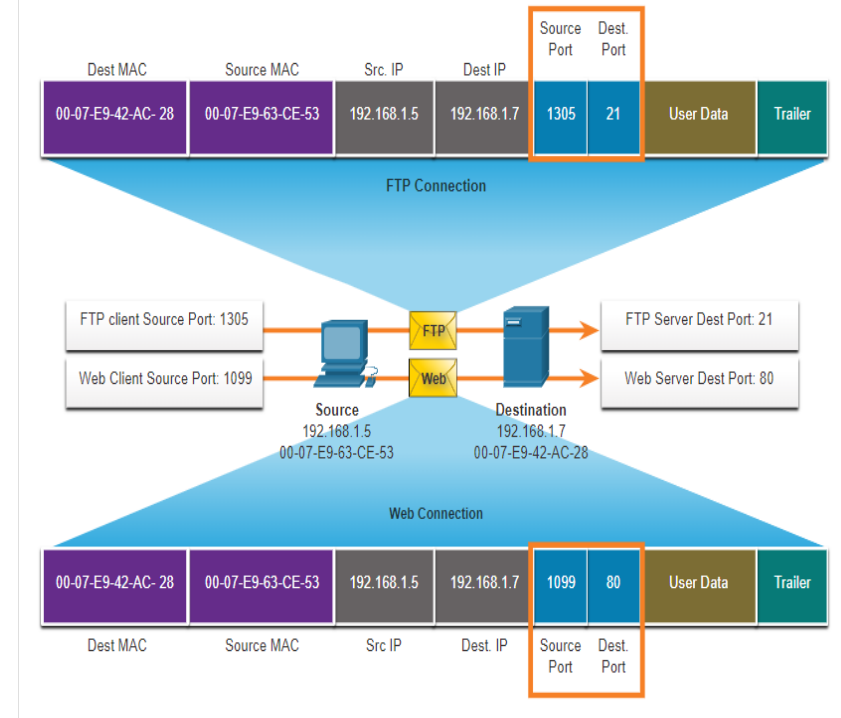 Source Dest.
Port Port
Dest MAC Source MAC Src. IP Dest IP
00-07-E9-42-AC- 28 00-07-E9-63-CE-53 192.168.1.5 192.168.1.7 1305 21 User Data Trailer
FTP Connection
FTP client Source Port: 1305 FTP FTP Server Dest Port: 21
Web Client Source Port: 1099 Web Web Server Dest Port: 80
Source Destination
192.168.1.5 192.168.1.7
00-07-E9-63-CE-53 00-07-E9-42-AC-28
Web Connection
00-07-E9-42-AC- 28 00-07-E9-63-CE-53 192.168.1.5 192.168.1.7 1099 80 User Data Trailer
Dest MAC Source MAC Src IP Dest. IP Source Dest.
Port Port